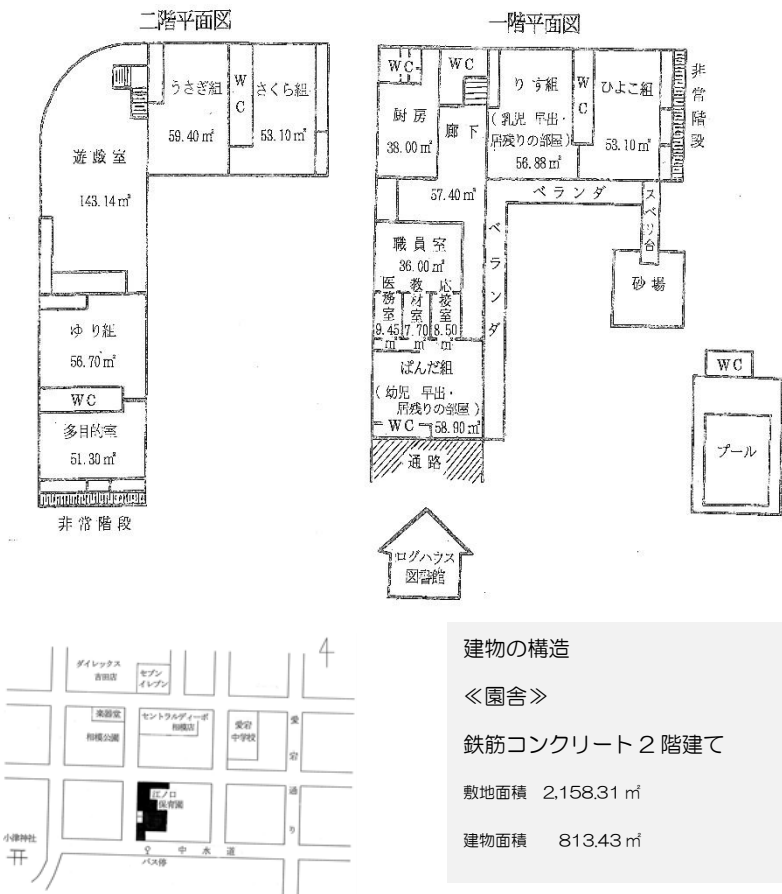 二階平面図
うさぎ組
59.40㎡
WC
さくら組
53.10㎡
遊戯室
143.14㎡
ゆり組
56.70㎡
WC
多目的室
51.30㎡
非常階段
一階平面図
WC
WC
厨房
38.00㎡
廊下
57.40㎡
りす組
(乳児 早出・
居残りの部屋)
56.88㎡
WC
ひよこ組
53.10㎡
非常階段
ベランダ
ベランダ
スベリ台
砂場
職員室
36.00㎡
医務室
9.45㎡
教材室
7.70㎡
応接室
8.50㎡
ぱんだ組
(幼児 早出・
居残りの部屋)
WC
58.90㎡
通路
WC
プール
ログハウス
図書館
ダイレックス
吉田店
セブン
イレブン
楽器堂
相模公園
セントラルディーポ
相模店
愛宕
中学校
愛宕通り
江ノ口
保育園
小津神社
中水道
バス停
建物の構造
≪園舎≫
鉄筋コンクリート2階建て
敷地面積 2,158.31㎡
建物面積 813.43㎡